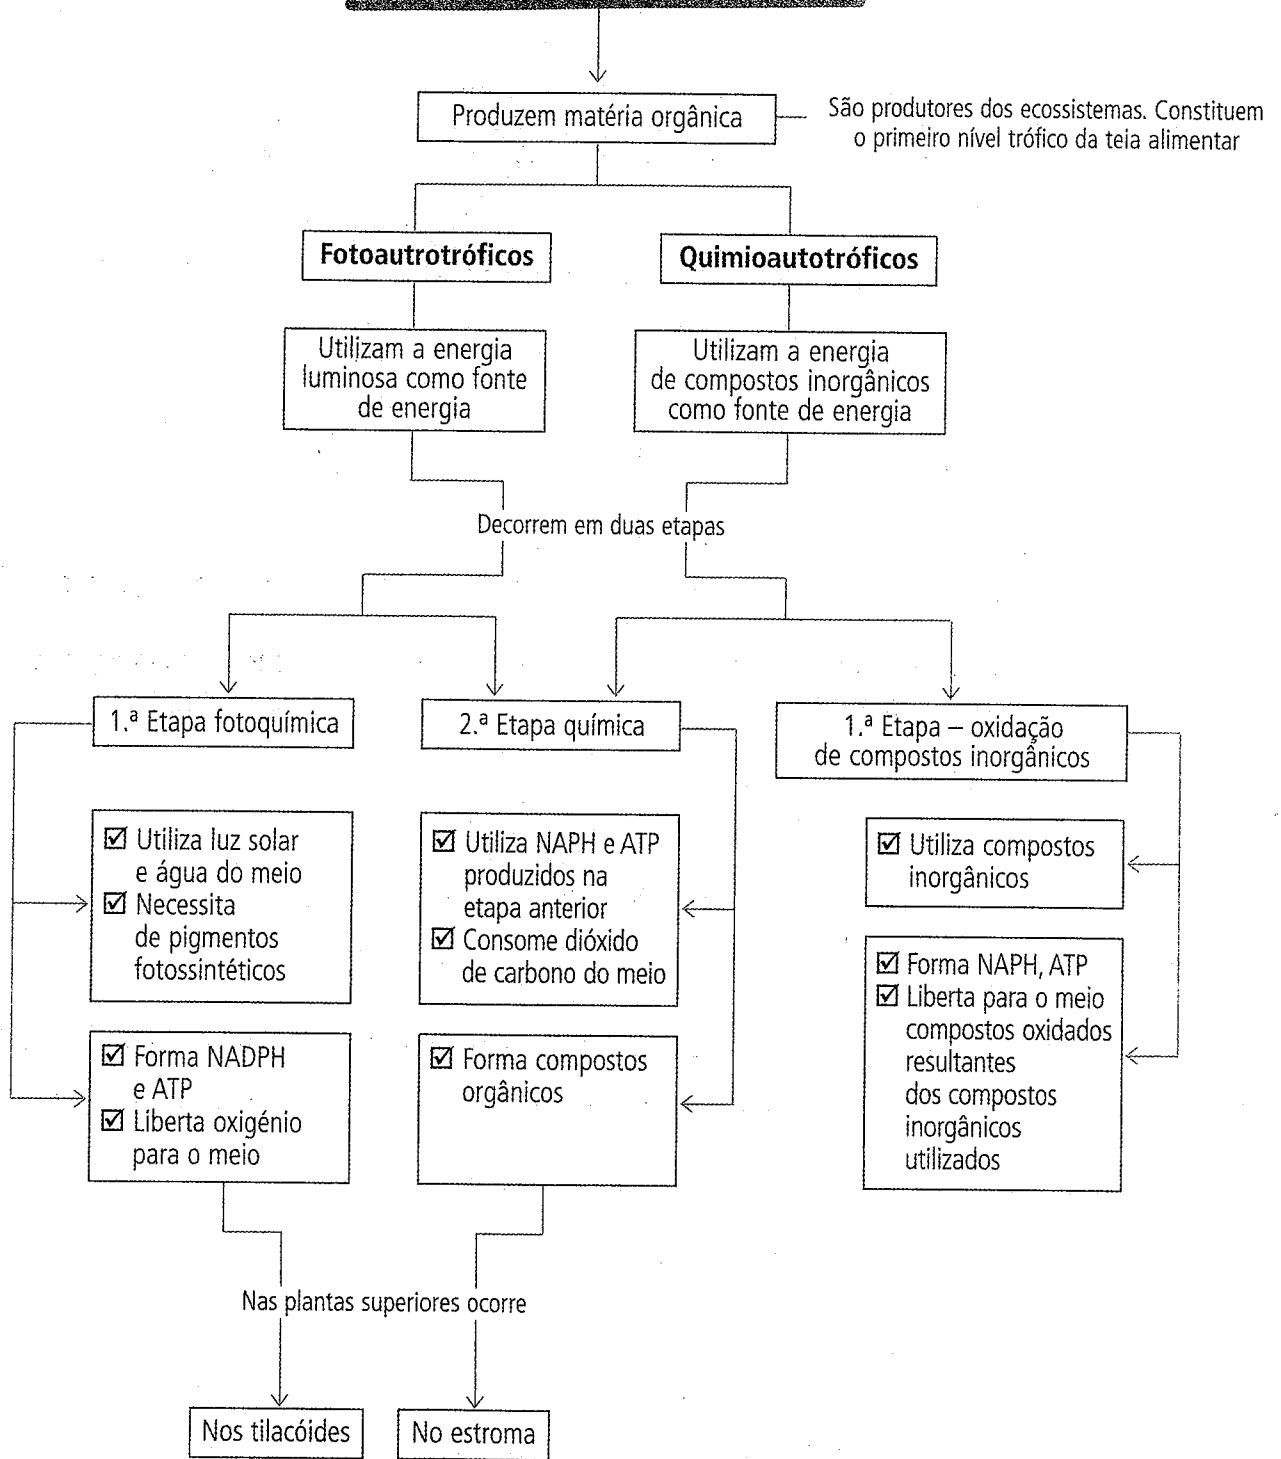 Produzem matéria orgânica
São produtores dos ecossistemas. Constituem
o primeiro nível trófico da teia alimentar
Fotoautrotróficos
Quimioautotróficos
Utilizam a energia
luminosa como fonte
de energia
Utilizam a energia
de compostos inorgânicos
como fonte de energia
Decorrem em duas etapas
1.ª Etapa fotoquímica
2.ª Etapa química
1.ª Etapa – oxidação
de compostos inorgânicos
☑ Utiliza luz solar
e água do meio
☑ Necessita
de pigmentos
fotossintéticos
☑ Utiliza NAPH e ATP
produzidos na
etapa anterior
☑ Consome dióxido
de carbono do meio
☑ Utiliza compostos
inorgânicos
☑ Forma NADPH
e ATP
☑ Liberta oxigénio
para o meio
☑ Forma compostos
orgânicos
☑ Forma NAPH, ATP
☑ Liberta para o meio
compostos oxidados
resultantes
dos compostos
inorgânicos
utilizados
Nas plantas superiores ocorre
Nos tilacóides
No estroma